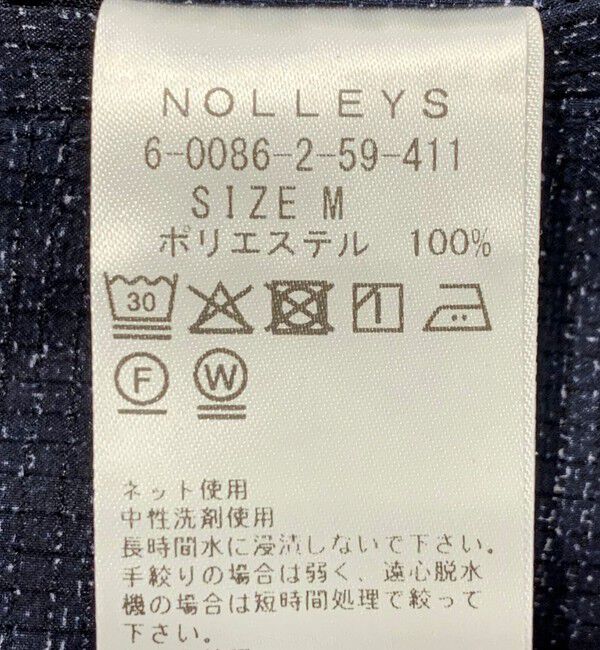 NOLLEYS
6-0086-2-59-411
SIZE M
ポリエステル 100%
30
F W
ネット使用
中性洗剤使用
長時間水に浸漬しないで下さい。
手絞りの場合は弱く、遠心脱水
機の場合は短時間処理で絞って
下さい。